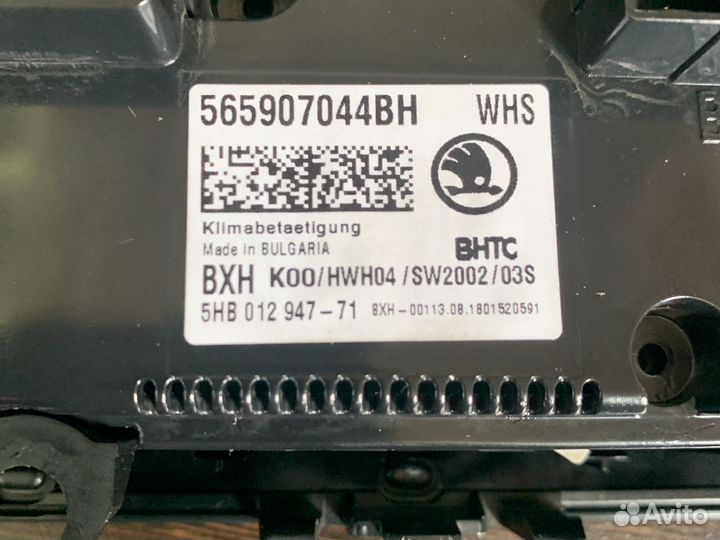 565907044BH WHS
Klimabetaetigung
Made in BULGARIA
BHTC
BXH K00/HWH04/SW2002/03S
5HB 012 947-71 BXH-00113.08.1801520591
Avito